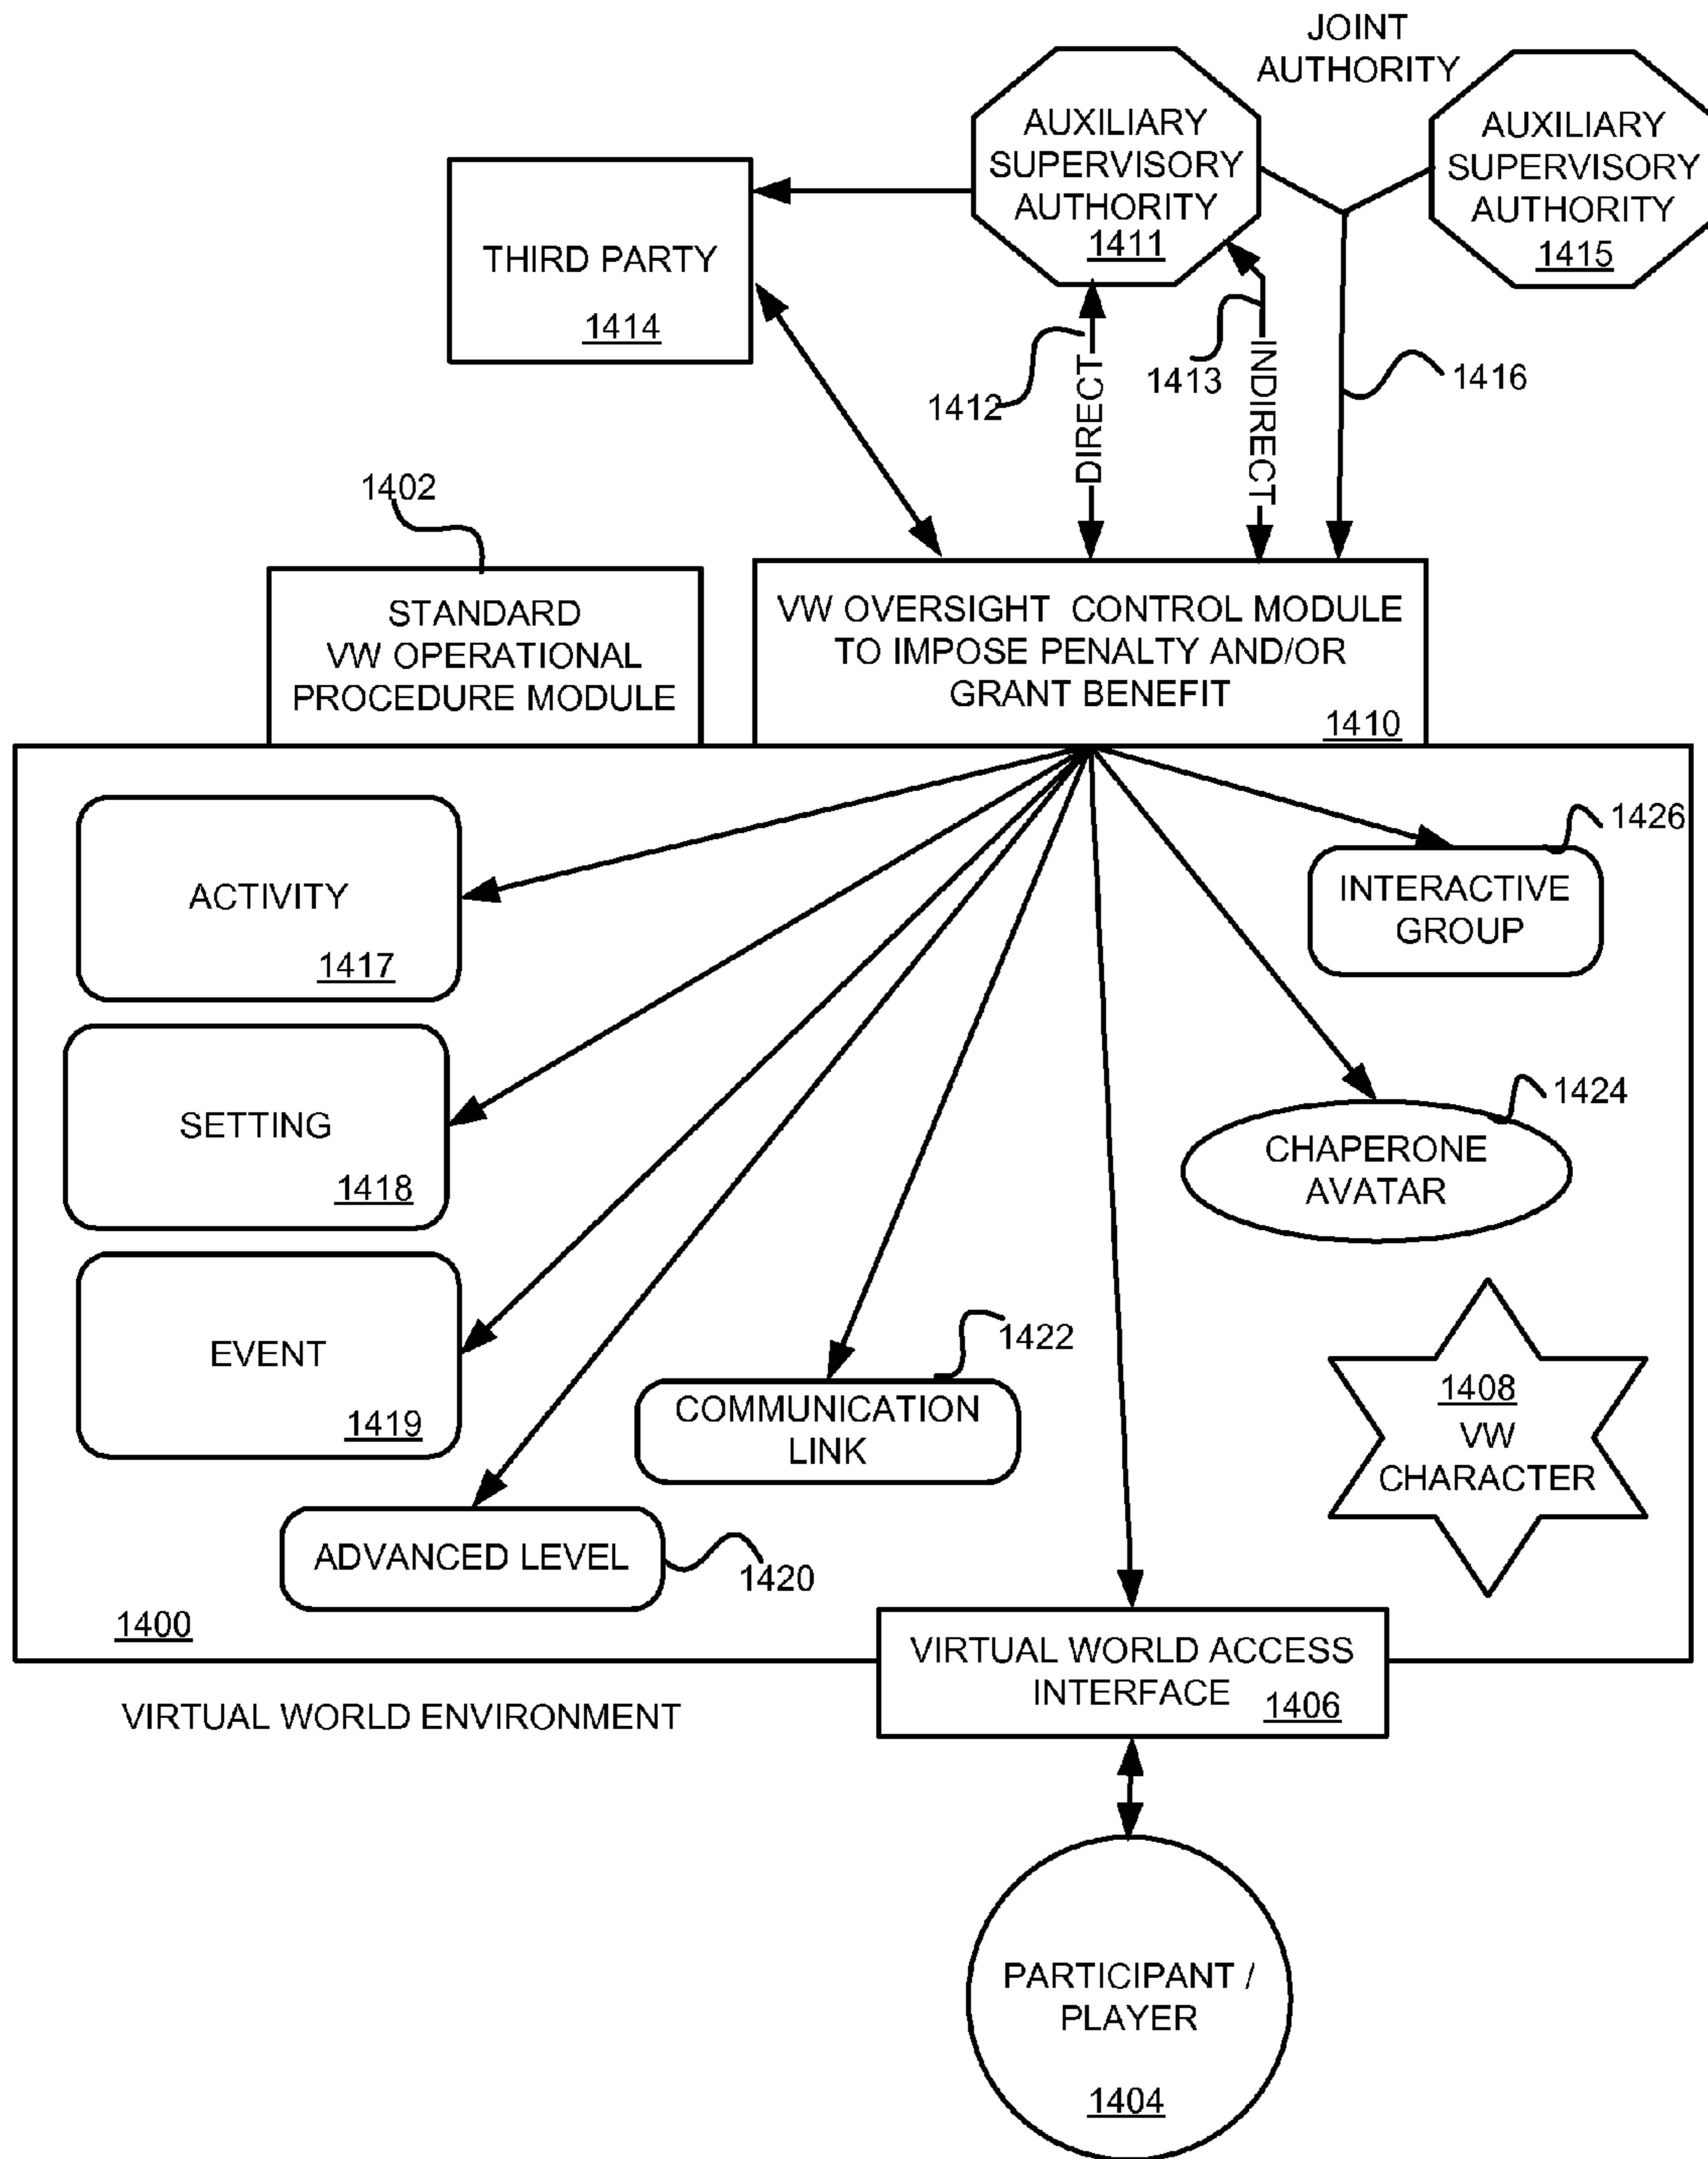 JOINT
AUTHORITY
AUXILIARY
SUPERVISORY
AUTHORITY
1411
AUXILIARY
SUPERVISORY
AUTHORITY
1415
THIRD PARTY
1414
1412
DIRECT
1413
INDIRECT
1416
1402
STANDARD
VW OPERATIONAL
PROCEDURE MODULE
VW OVERSIGHT CONTROL MODULE
TO IMPOSE PENALTY AND/OR
GRANT BENEFIT
1410
ACTIVITY
1417
1426
INTERACTIVE
GROUP
SETTING
1418
1424
CHAPERONE
AVATAR
EVENT
1419
1422
COMMUNICATION
LINK
1408
VW
CHARACTER
ADVANCED LEVEL
1420
1400
VIRTUAL WORLD ACCESS
INTERFACE
1406
VIRTUAL WORLD ENVIRONMENT
PARTICIPANT /
PLAYER
1404